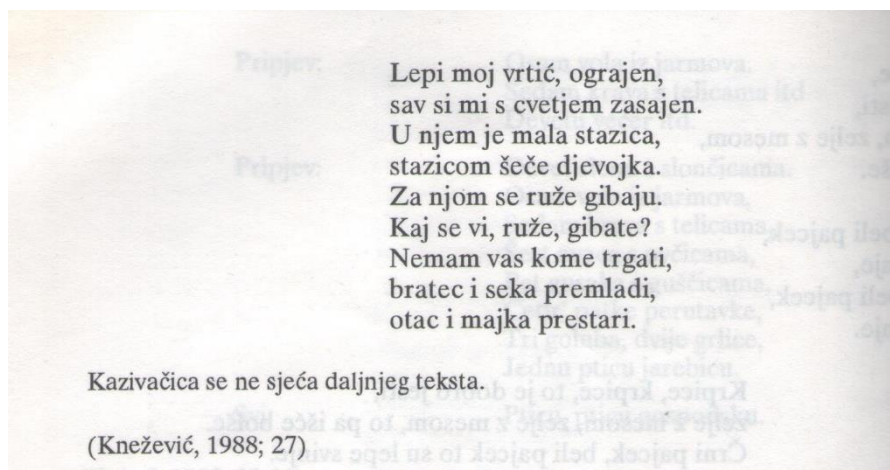 Lepi moj vrtić, ograjen,
sav si mi s cvetjem zasajen.
U njem je mala stazica,
stazicom šeče djevojka.
Za njom se ruže gibaju.
Kaj se vi, ruže, gibate?
Nemam vas kome trgati,
bratec i seka premladi,
otac i majka prestari.
Kazivačica se ne sjeća daljnjeg teksta.
(Knežević, 1988; 27)